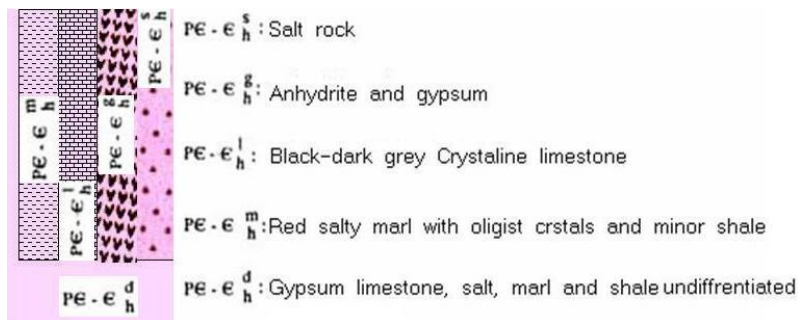 PЄ - Є s h : Salt rock
PЄ - Є g h : Anhydrite and gypsum
PЄ - Є l h : Black-dark grey Crystaline limestone
PЄ - Є m h : Red salty marl with oligist crstals and minor shale
PЄ - Є d h : Gypsum limestone, salt, marl and shale undiffrentiated
PЄ - Є m h
PЄ - Є l h
PЄ - Є g h
PЄ - Є s h
PЄ - Є d h